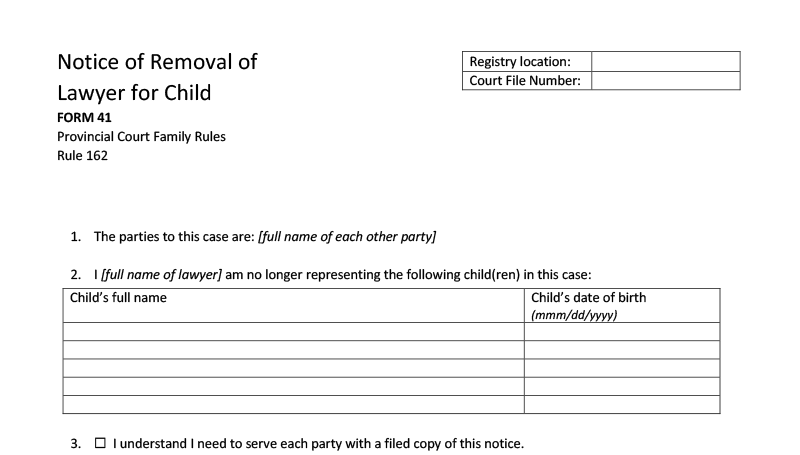 Notice of Removal of
Lawyer for Child
FORM 41
Provincial Court Family Rules
Rule 162
Registry location:
Court File Number:
1. The parties to this case are: [full name of each other party]
2. I [full name of lawyer] am no longer representing the following child(ren) in this case:
Child’s full name
Child’s date of birth
(mmm/dd/yyyy)
3. ☐ I understand I need to serve each party with a filed copy of this notice.